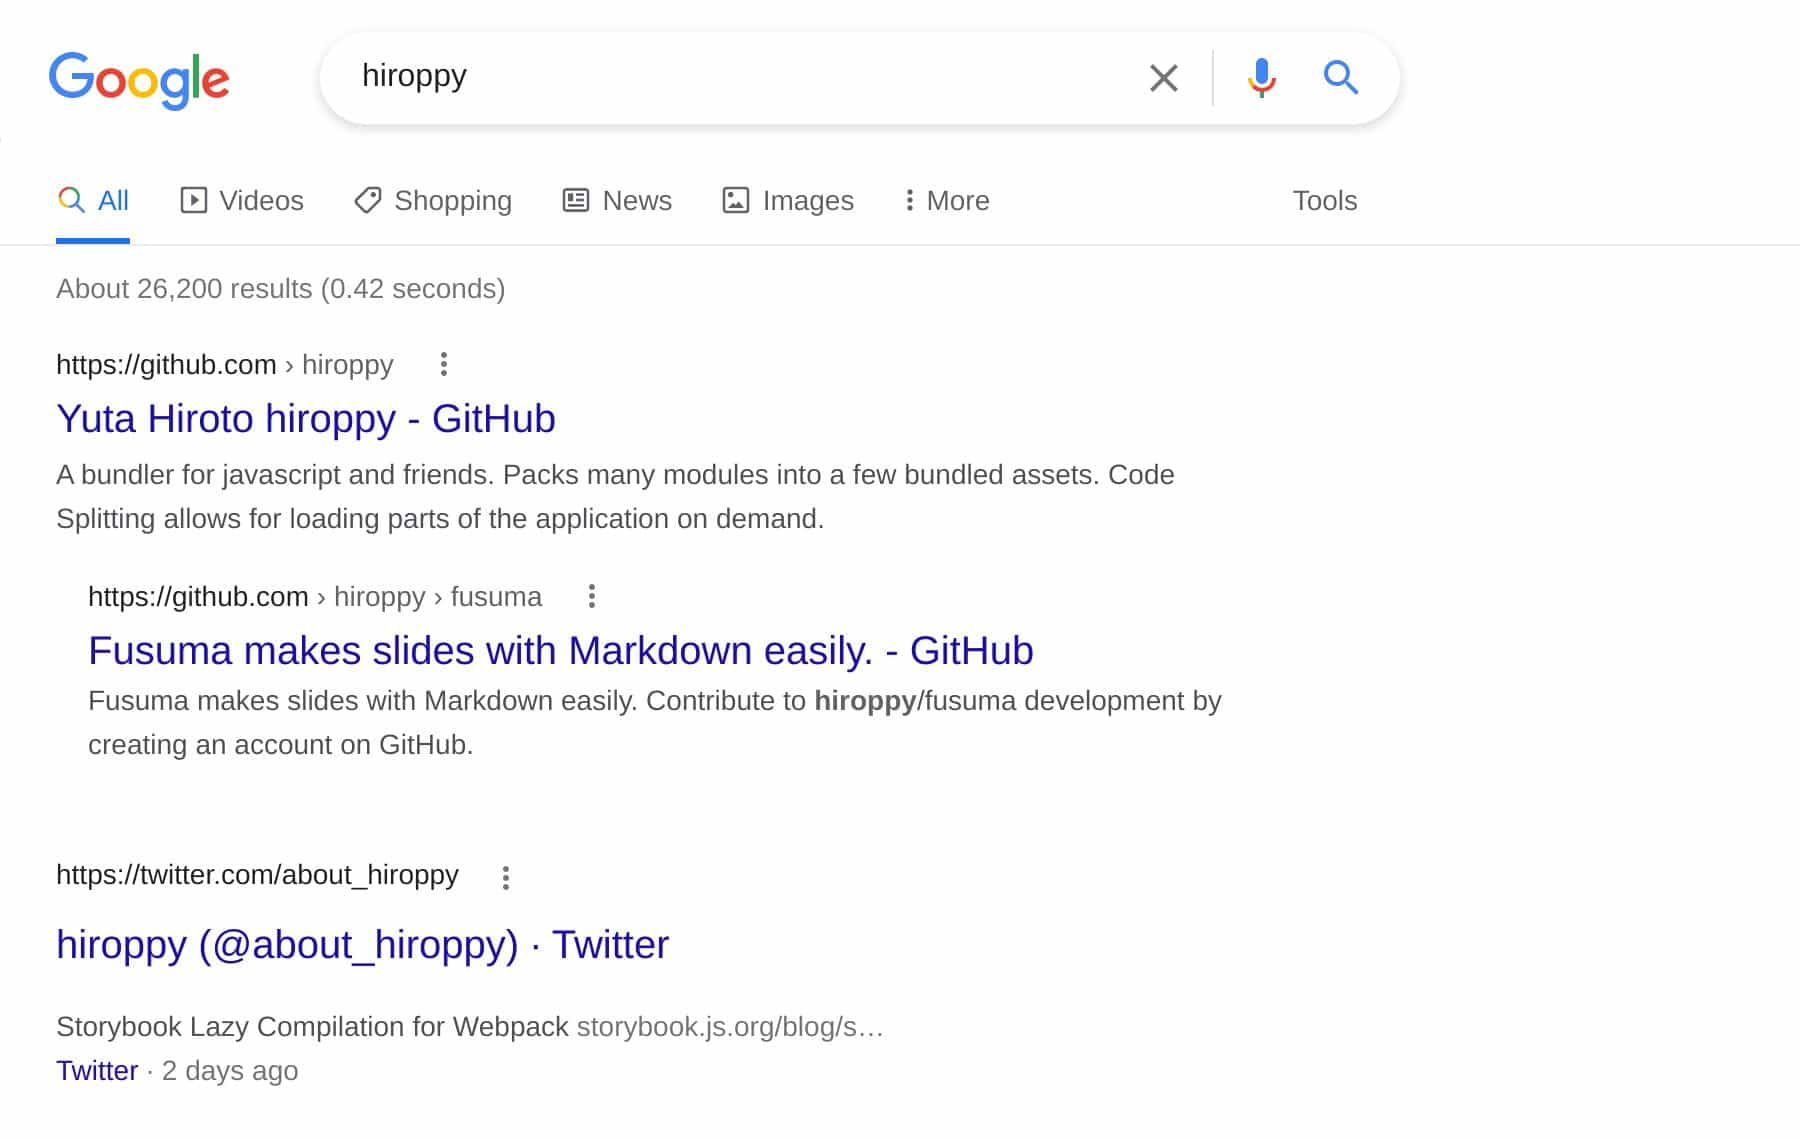 Google
hiroppy
All Videos Shopping News Images More Tools
About 26,200 results (0.42 seconds)
https://github.com › hiroppy
Yuta Hiroto hiroppy - GitHub
A bundler for javascript and friends. Packs many modules into a few bundled assets. Code
Splitting allows for loading parts of the application on demand.
https://github.com › hiroppy › fusuma
Fusuma makes slides with Markdown easily. - GitHub
Fusuma makes slides with Markdown easily. Contribute to hiroppy/fusuma development by
creating an account on GitHub.
https://twitter.com/about_hiroppy
hiroppy (@about_hiroppy) · Twitter
Storybook Lazy Compilation for Webpack storybook.js.org/blog/s…
Twitter · 2 days ago